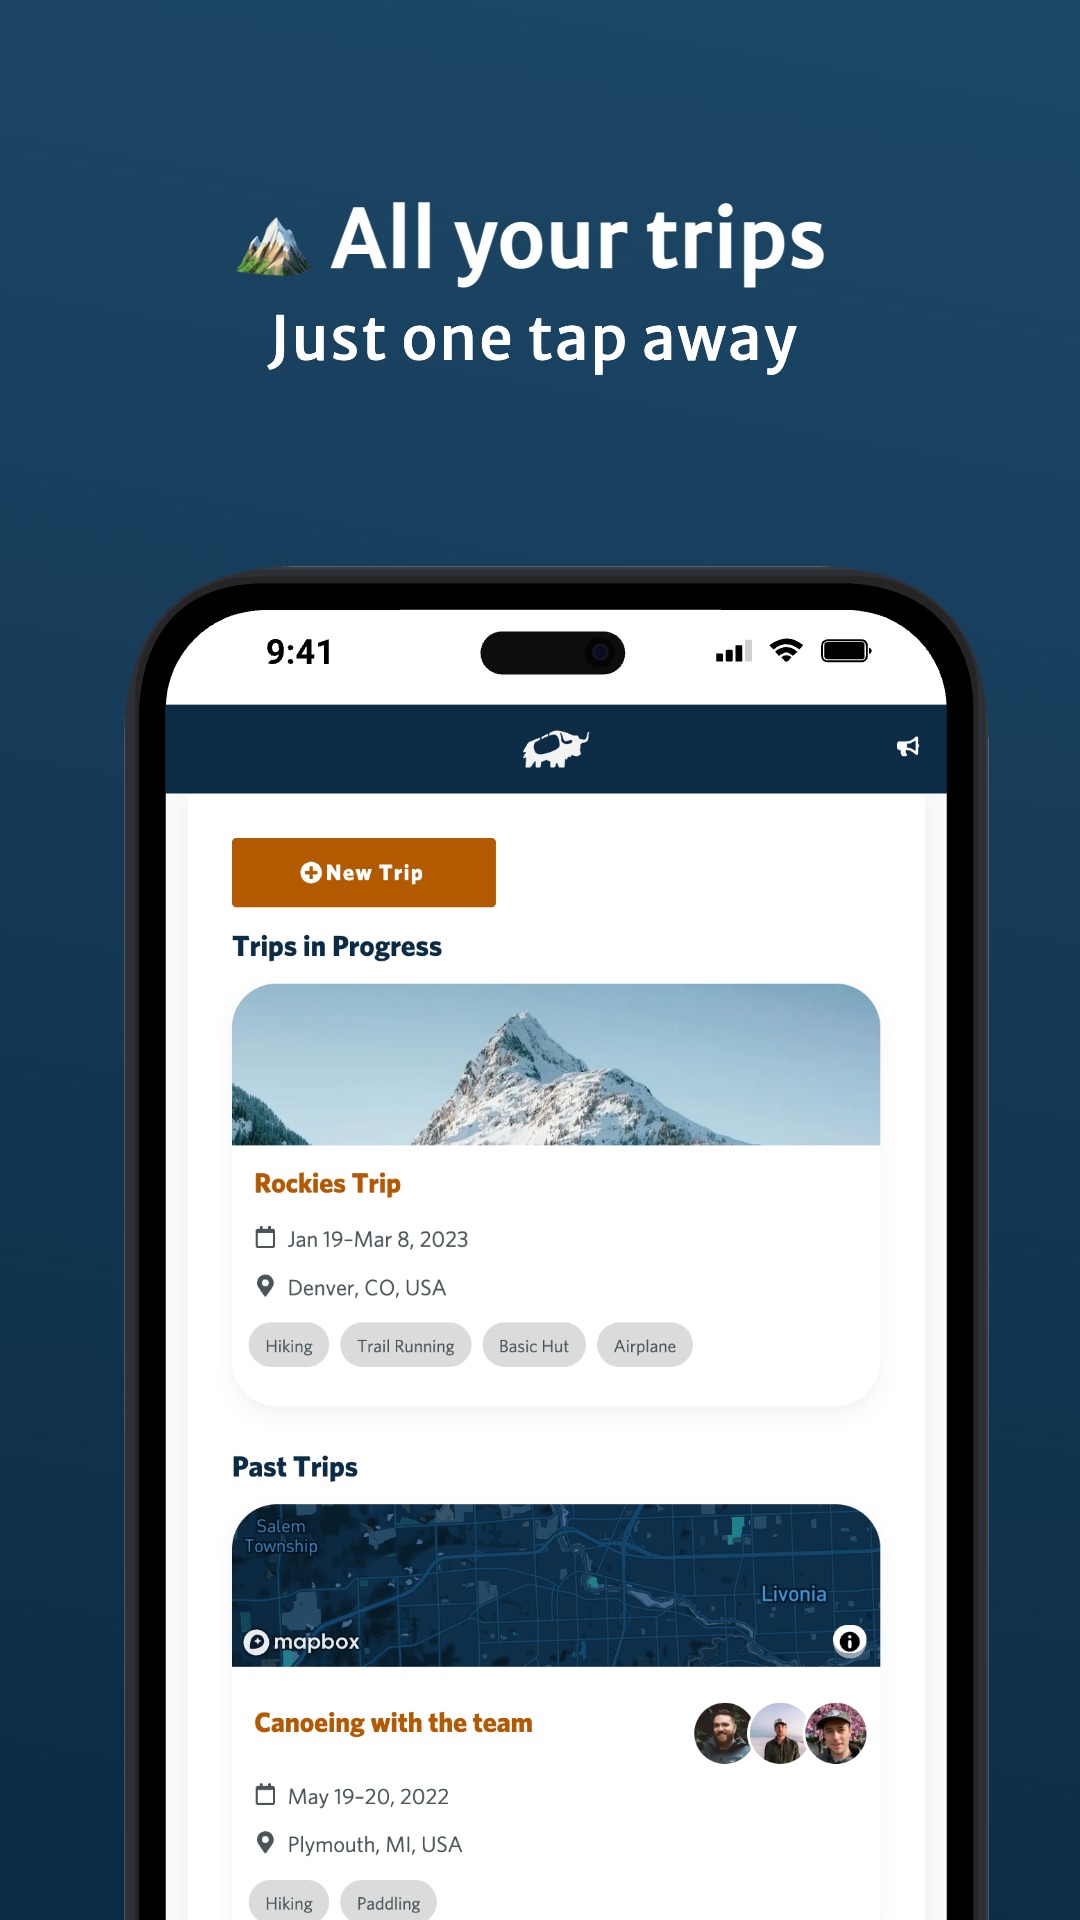 All your trips
Just one tap away
9:41
New Trip
Trips in Progress
Rockies Trip
Jan 19–Mar 8, 2023
Denver, CO, USA
Hiking Trail Running Basic Hut Airplane
Past Trips
Salem
Township
Livonia
mapbox
Canoeing with the team
May 19–20, 2022
Plymouth, MI, USA
Hiking Paddling